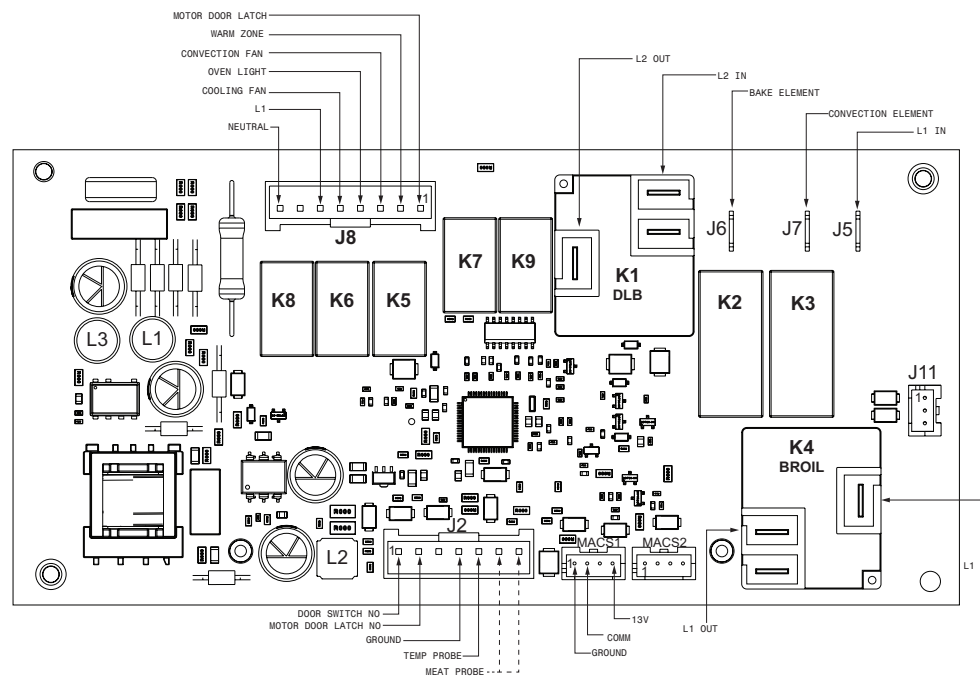 MOTOR DOOR LATCH
WARM ZONE
CONVECTION FAN
OVEN LIGHT
COOLING FAN
L1
NEUTRAL
L2 OUT
L2 IN
BAKE ELEMENT
CONVECTION ELEMENT
L1 IN
1
J8
K7
K9
K1
DLB
J6
J7
J5
K8
K6
K5
K2
K3
L3
L1
J11
1
K4
BROIL
L2
J2
1
MACS1
1
MACS2
1
L1
DOOR SWITCH NO
MOTOR DOOR LATCH NO
GROUND
TEMP PROBE
MEAT PROBE
13V
COMM
GROUND
L1 OUT